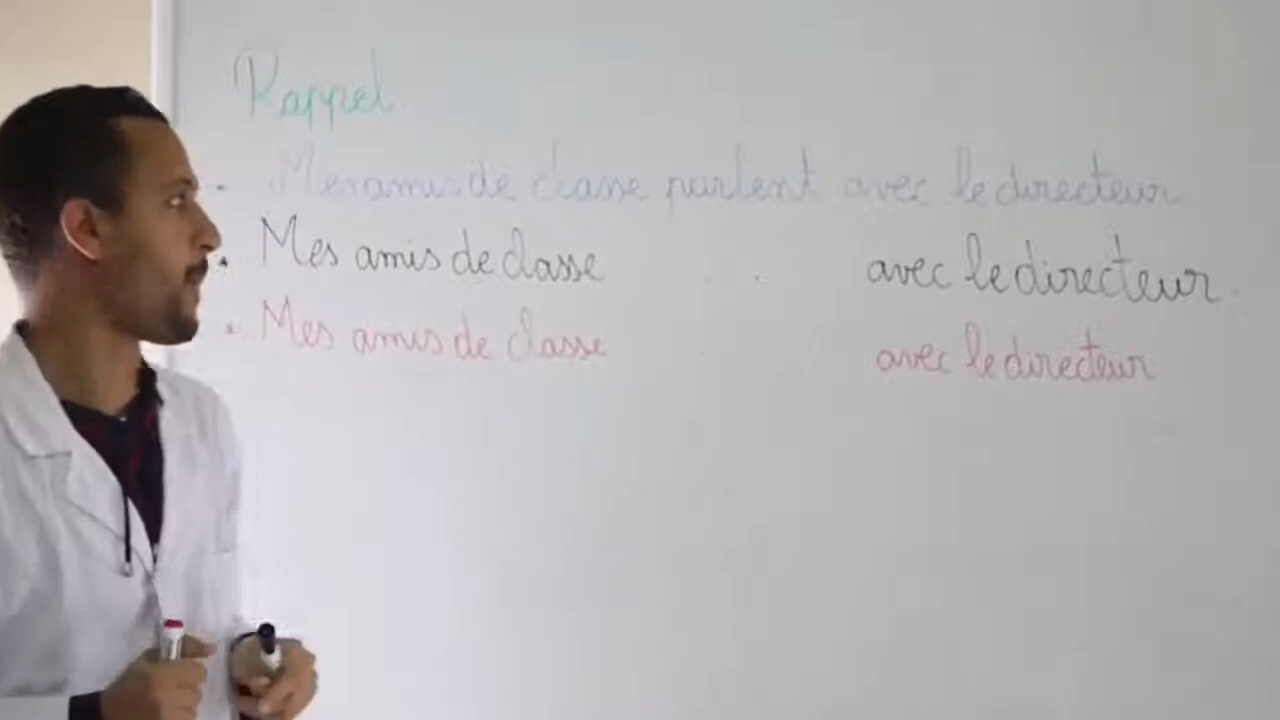 Rappel.
- Mes amis de classe parlent avec le directeur
. Mes amis de classe . . avec le directeur.
. Mes amis de classe . avec le directeur